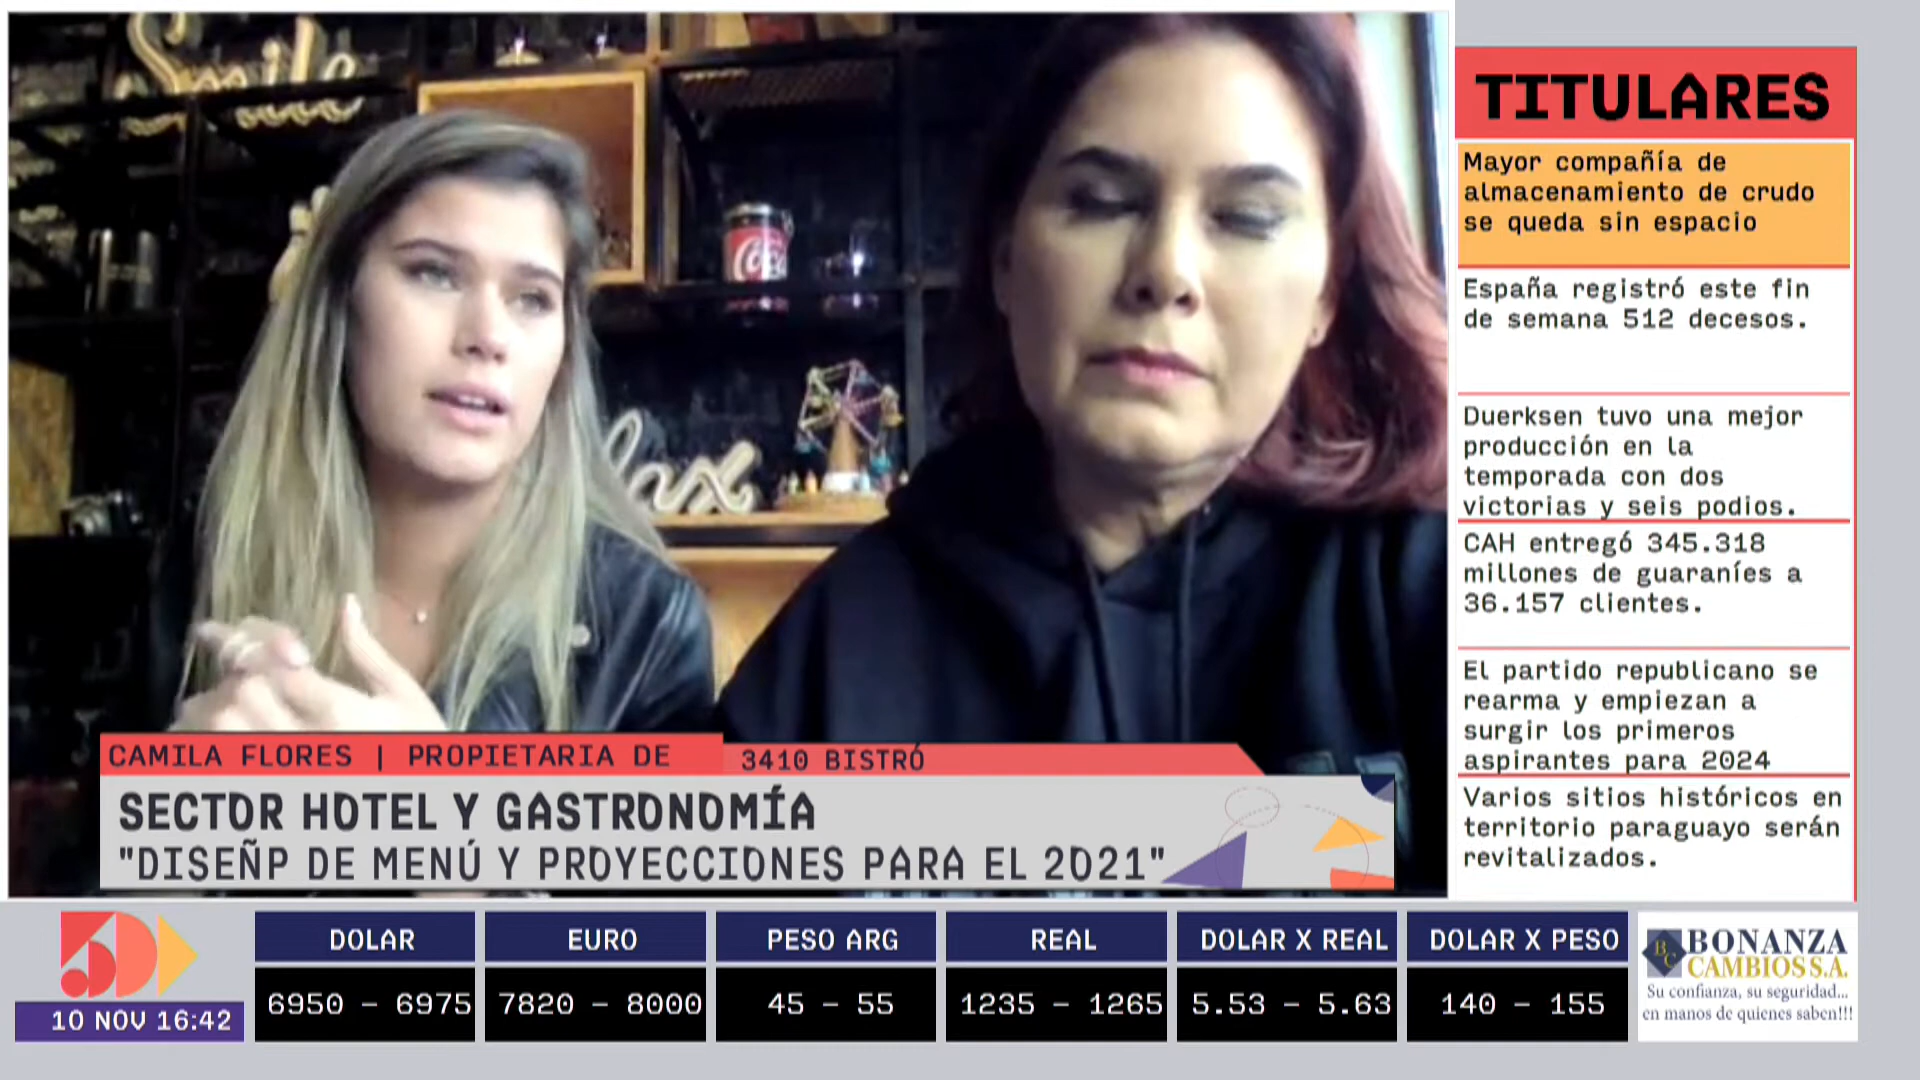 Smile
Coca
lax
CAMILA FLORES | PROPIETARIA DE 3410 BISTRÓ
SECTOR HOTEL Y GASTRONOMÍA
"DISEÑP DE MENÚ Y PROYECCIONES PARA EL 2021"
TITULARES
Mayor compañía de
almacenamiento de crudo
se queda sin espacio
España registró este fin
de semana 512 decesos.
Duerksen tuvo una mejor
producción en la
temporada con dos
victorias y seis podios.
CAH entregó 345.318
millones de guaraníes a
36.157 clientes.
El partido republicano se
rearma y empiezan a
surgir los primeros
aspirantes para 2024
Varios sitios históricos en
territorio paraguayo serán
revitalizados.
5D
10 NOV 16:42
DOLAR
6950 - 6975
EURO
7820 - 8000
PESO ARG
45 - 55
REAL
1235 - 1265
DOLAR X REAL
5.53 - 5.63
DOLAR X PESO
140 - 155
BC BONANZA
CAMBIOS S.A.
Su confianza, su seguridad...
en manos de quienes saben!!!